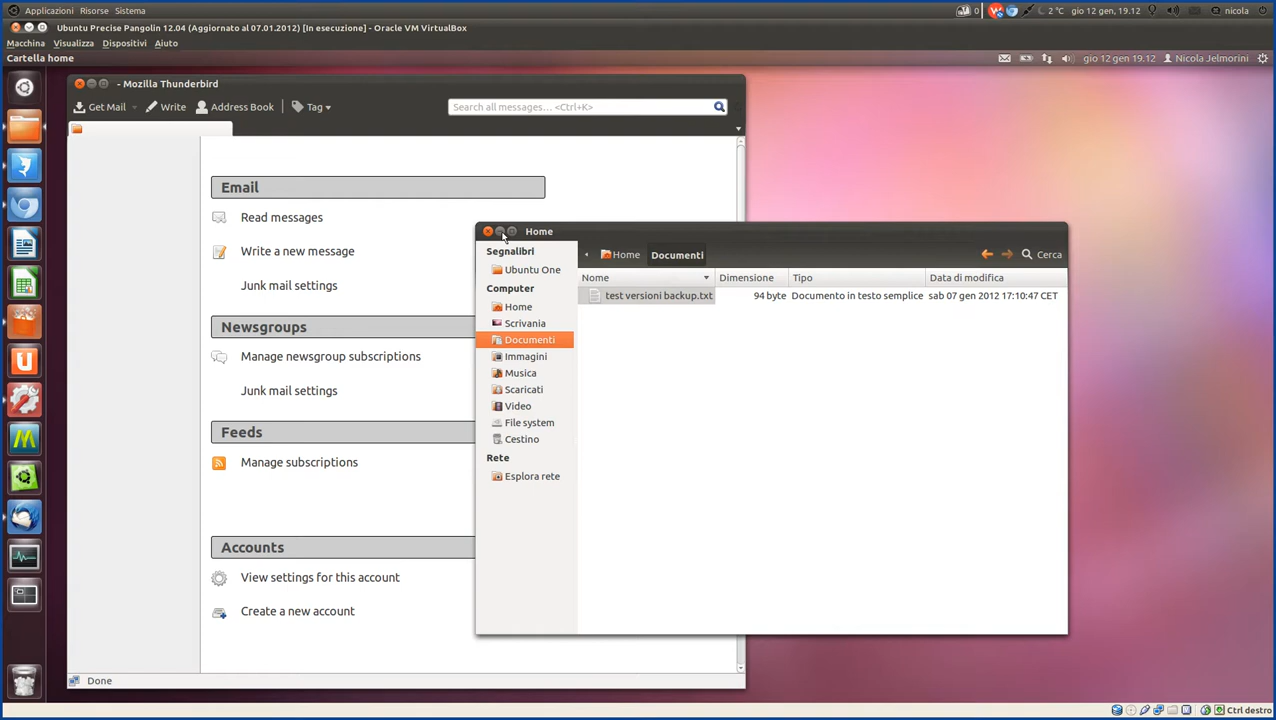 Applicazioni Risorse Sistema
0
2 °C
gio 12 gen, 19.12
nicola
Ubuntu Precise Pangolin 12.04 (Aggiornato al 07.01.2012) [In esecuzione] - Oracle VM VirtualBox
Macchina Visualizza Dispositivi Aiuto
Cartella home
gio 12 gen 19.12
Nicola Jelmorini
- Mozilla Thunderbird
Get Mail
Write
Address Book
Tag
Search all messages... <Ctrl+K>
Email
Read messages
Write a new message
Junk mail settings
Newsgroups
Manage newsgroup subscriptions
Junk mail settings
Feeds
Manage subscriptions
Accounts
View settings for this account
Create a new account
Done
Home
Segnalibri
Ubuntu One
Computer
Home
Scrivania
Documenti
Immagini
Musica
Scaricati
Video
File system
Cestino
Rete
Esplora rete
Home Documenti
Cerca
Nome Dimensione Tipo Data di modifica
test versioni backup.txt 94 byte Documento in testo semplice sab 07 gen 2012 17:10:47 CET
Ctrl destro